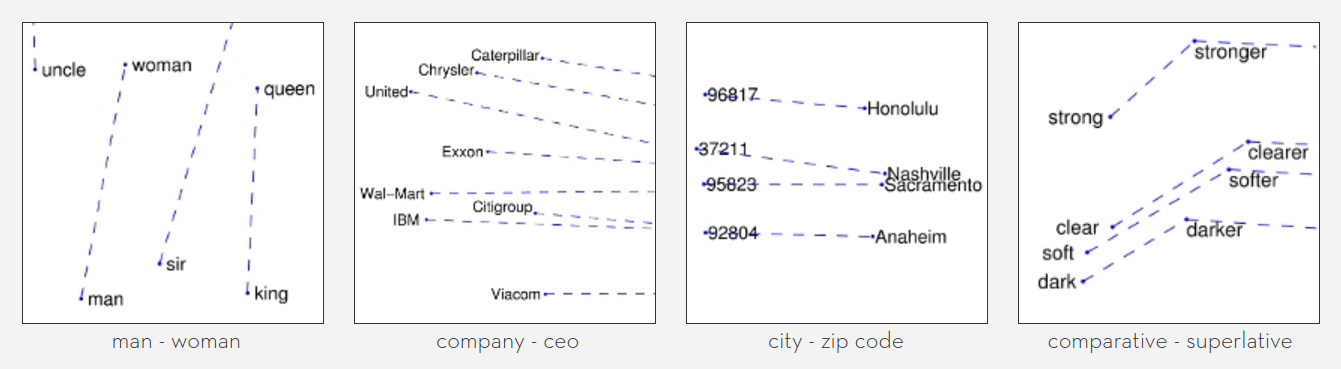 uncle
woman
queen
sir
man
king
man - woman
Caterpillar
Chrysler
United
Exxon
Wal-Mart
Citigroup
IBM
Viacom
company - ceo
96817
Honolulu
37211
Nashville
95823
Sacramento
92804
Anaheim
city - zip code
stronger
strong
clearer
softer
clear
darker
soft
dark
comparative - superlative